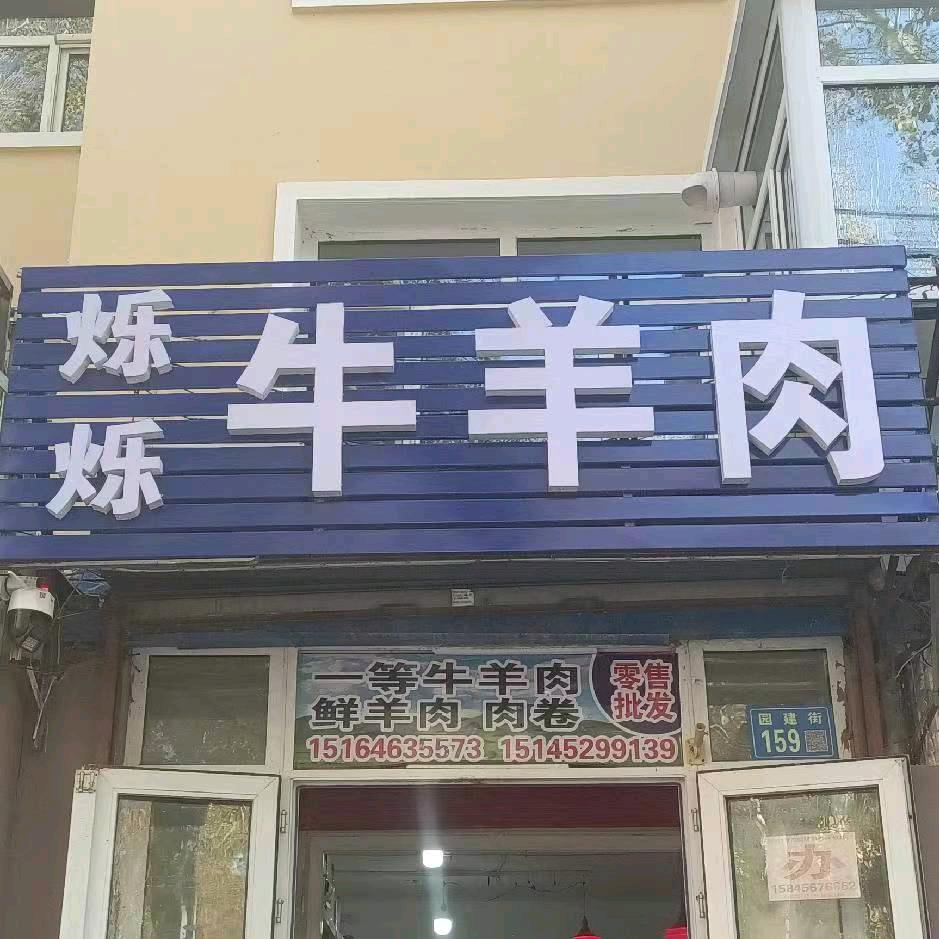 烁烁 牛羊肉
一等牛羊肉
鲜羊肉 肉卷
零售
批发
15164635573 15145299139
园建街
159
办